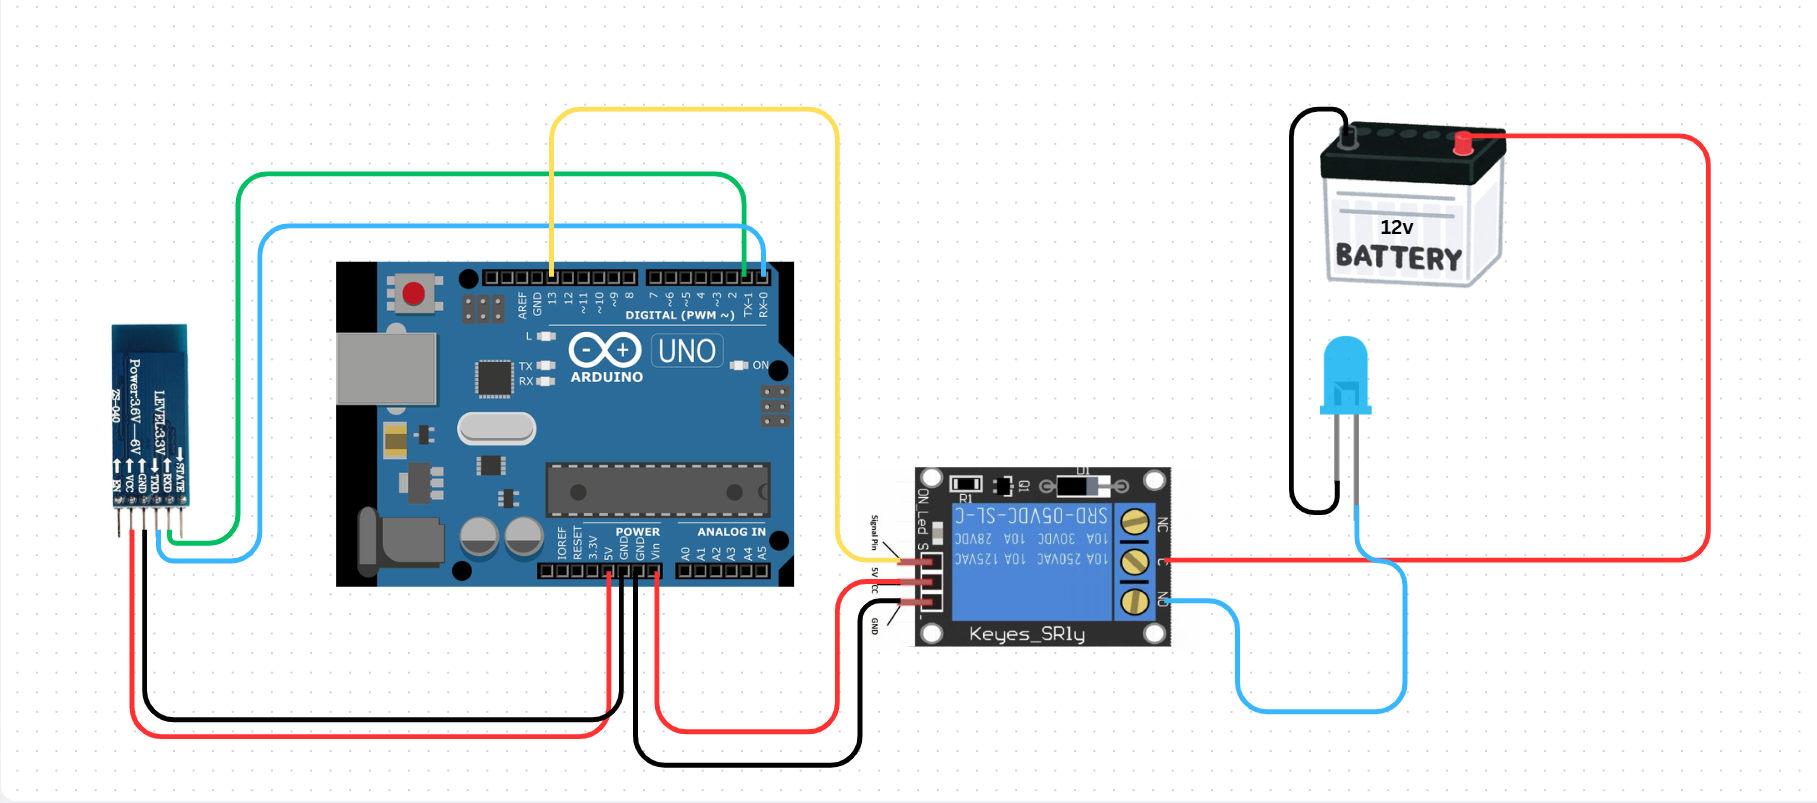 12v
BATTERY
AREF
GND
13
12
~11
~10
~9
8
7
~6
~5
4
~3
2
TX-1
RX-0
DIGITAL (PWM ~)
L
TX
RX
ARDUINO
UNO
ON
POWER
ANALOG IN
IOREF
RESET
3.3V
5V
GND
GND
Vin
A0
A1
A2
A3
A4
A5
ZS-040
Power:3.6V---6V
LEVEL:3.3V
EN
VCC
GND
TXD
RXD
STATE
Signal Pin
GND
ON_Led
S
R1
Q1
D1
SRD-05VDC-SL-C
10A 30VDC 10A 28VDC
10A 250VAC 10A 125VAC
NC
C
NO
-
Keyes_SRly